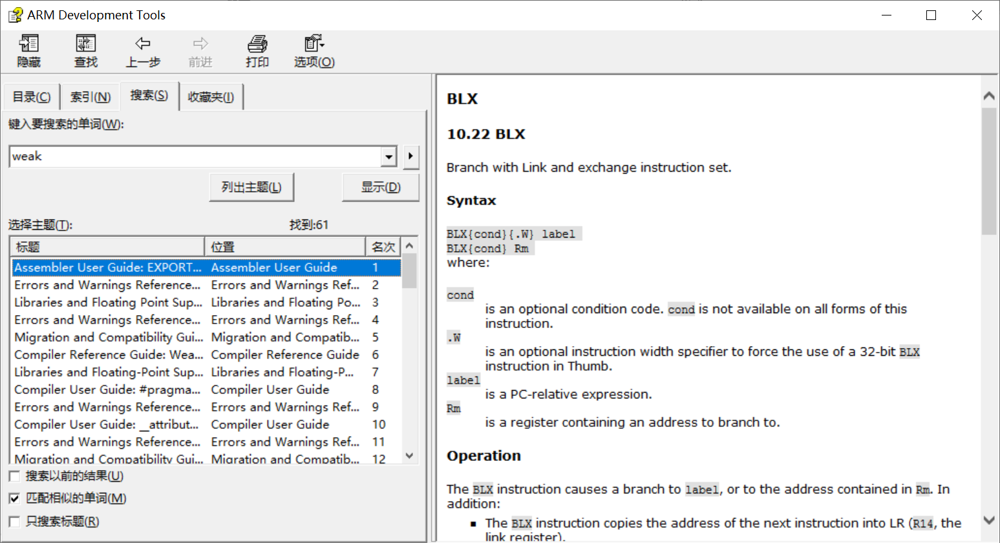 ARM Development Tools
隐藏 查找 上一步 前进 打印 选项(O)
目录(C) 索引(N) 搜索(S) 收藏夹(I)
键入要搜索的单词(W):
weak
列出主题(L) 显示(D)
选择主题(T): 找到:61
标题 位置 名次
Assembler User Guide: EXPORT... Assembler User Guide 1
Errors and Warnings Reference... Errors and Warnings Ref... 2
Libraries and Floating Point Sup... Libraries and Floating Po... 3
Errors and Warnings Reference... Errors and Warnings Ref... 4
Migration and Compatibility Gui... Migration and Compatib... 5
Compiler Reference Guide: Wea... Compiler Reference Guide 6
Libraries and Floating-Point Sup... Libraries and Floating-P... 7
Compiler User Guide: #pragma... Compiler User Guide 8
Errors and Warnings Reference... Errors and Warnings Ref... 9
Compiler User Guide: __attribut... Compiler User Guide 10
Errors and Warnings Reference... Errors and Warnings Ref... 11
Migration and Compatibility Gui... Migration and Compatib... 12
搜索以前的结果(U)
匹配相似的单词(M)
只搜索标题(R)
BLX
10.22 BLX
Branch with Link and exchange instruction set.
Syntax
BLX{cond}{.W} label
BLX{cond} Rm
where:
cond
is an optional condition code. cond is not available on all forms of this
instruction.
.W
is an optional instruction width specifier to force the use of a 32-bit BLX
instruction in Thumb.
label
is a PC-relative expression.
Rm
is a register containing an address to branch to.
Operation
The BLX instruction causes a branch to label, or to the address contained in Rm. In
addition:
▪ The BLX instruction copies the address of the next instruction into LR (R14, the
link register).